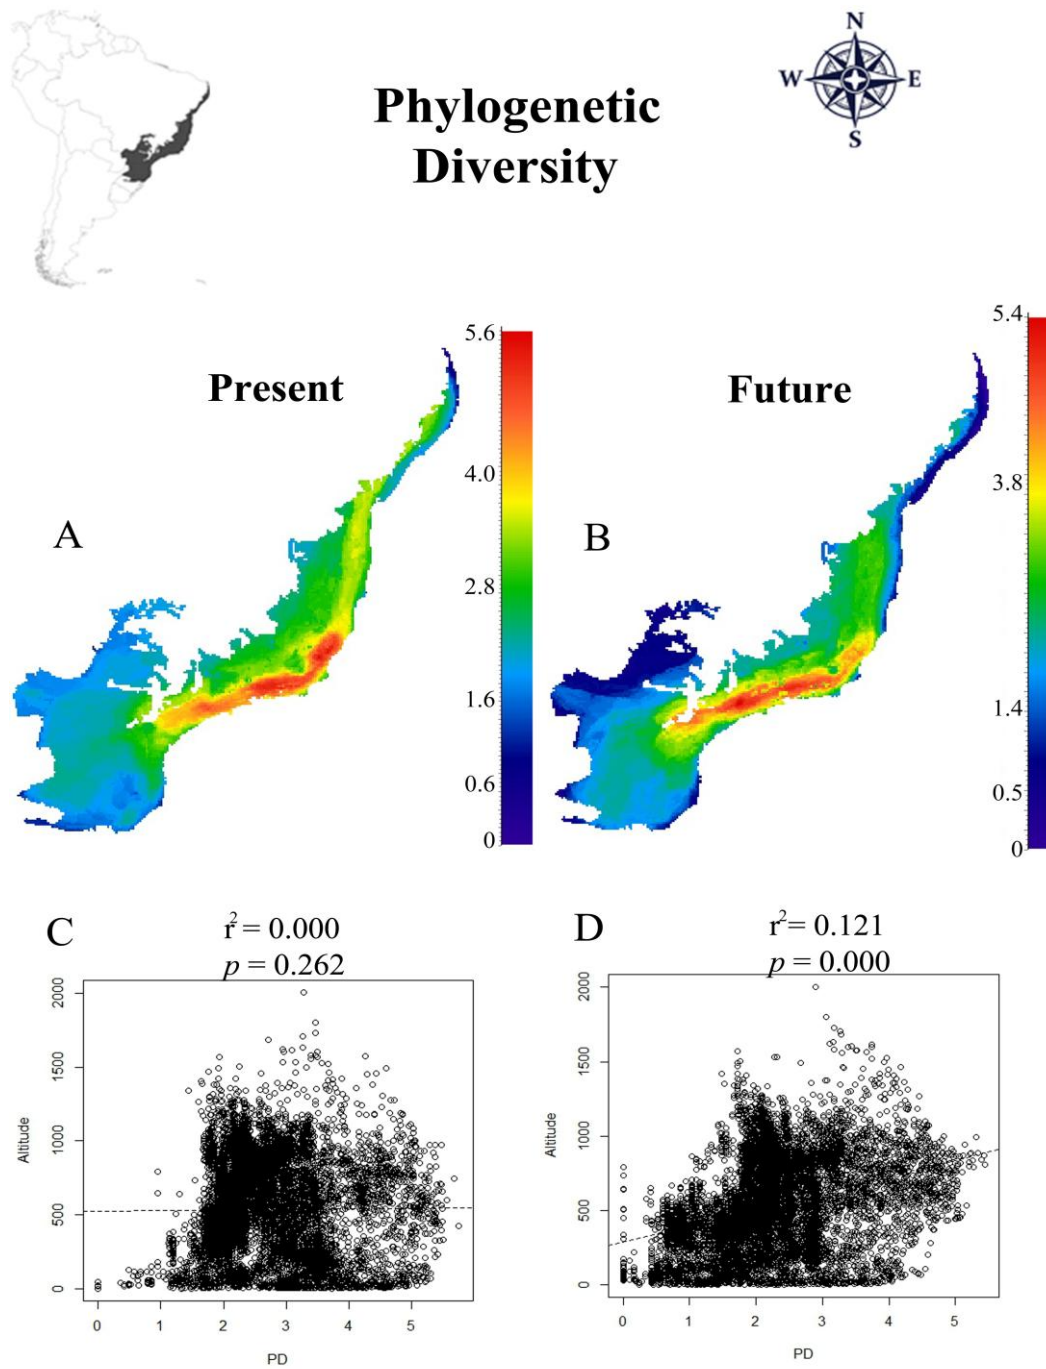 N
W E
S
Phylogenetic
Diversity
Present
Future
A
B
5.6
4.0
2.8
1.6
0.6
0
5.4
3.8
1.4
0.5
0
C
r² = 0.000
p = 0.262
Altitude
2000
1500
1000
500
0
0 1 2 3 4 5
PD
D
r² = 0.121
p = 0.000
Altitude
2000
1500
1000
500
0
0 1 2 3 4 5
PD